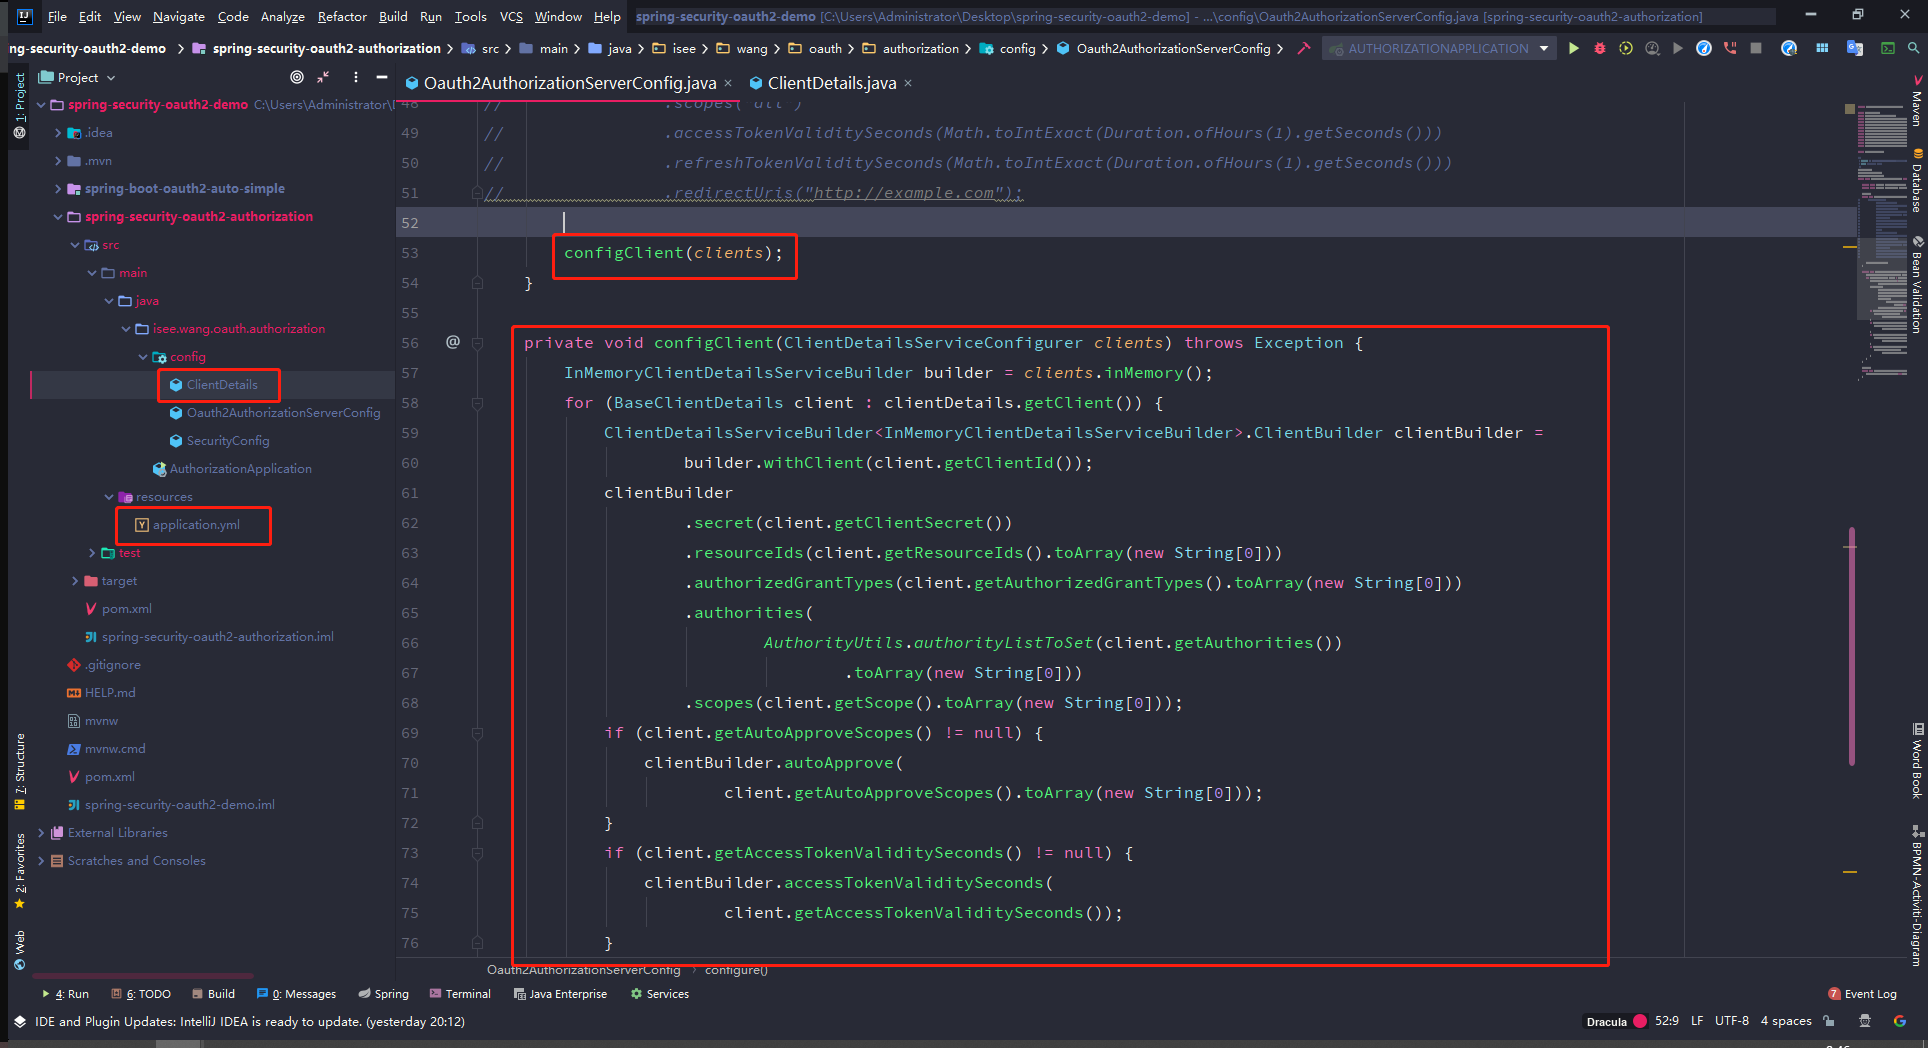 File Edit View Navigate Code Analyze Refactor Build Run Tools VCS Window Help spring-security-oauth2-demo [C:\Users\Administrator\Desktop\spring-security-oauth2-demo] - ...\config\Oauth2AuthorizationServerConfig.java [spring-security-oauth2-authorization]
ng-security-oauth2-demo spring-security-oauth2-authorization src main java isee wang oauth authorization config Oauth2AuthorizationServerConfig AUTHORIZATIONAPPLICATION
Project
Oauth2AuthorizationServerConfig.java ClientDetails.java
1: Project
7: Structure
2: Favorites
Web
spring-security-oauth2-demo C:\Users\Administrator\
.idea
.mvn
spring-boot-oauth2-auto-simple
spring-security-oauth2-authorization
src
main
java
isee.wang.oauth.authorization
config
ClientDetails
Oauth2AuthorizationServerConfig
SecurityConfig
AuthorizationApplication
resources
application.yml
test
target
pom.xml
spring-security-oauth2-authorization.iml
.gitignore
HELP.md
mvnw
mvnw.cmd
pom.xml
spring-security-oauth2-demo.iml
External Libraries
Scratches and Consoles
48 // .scopes("all")
49 // .accessTokenValiditySeconds(Math.toIntExact(Duration.ofHours(1).getSeconds()))
50 // .refreshTokenValiditySeconds(Math.toIntExact(Duration.ofHours(1).getSeconds()))
51 // .redirectUris("http://example.com");
52
53 configClient(clients);
54 }
55
56 @ private void configClient(ClientDetailsServiceConfigurer clients) throws Exception {
57 InMemoryClientDetailsServiceBuilder builder = clients.inMemory();
58 for (BaseClientDetails client : clientDetails.getClient()) {
59 ClientDetailsServiceBuilder<InMemoryClientDetailsServiceBuilder>.ClientBuilder clientBuilder =
60 builder.withClient(client.getClientId());
61 clientBuilder
62 .secret(client.getClientSecret())
63 .resourceIds(client.getResourceIds().toArray(new String[0]))
64 .authorizedGrantTypes(client.getAuthorizedGrantTypes().toArray(new String[0]))
65 .authorities(
66 AuthorityUtils.authorityListToSet(client.getAuthorities())
67 .toArray(new String[0]))
68 .scopes(client.getScope().toArray(new String[0]));
69 if (client.getAutoApproveScopes() != null) {
70 clientBuilder.autoApprove(
71 client.getAutoApproveScopes().toArray(new String[0]));
72 }
73 if (client.getAccessTokenValiditySeconds() != null) {
74 clientBuilder.accessTokenValiditySeconds(
75 client.getAccessTokenValiditySeconds());
76 }
Oauth2AuthorizationServerConfig configure()
Maven
Database
Bean Validation
Word Book
BPMN-Activiti-Diagram
4: Run 6: TODO Build 0: Messages Spring Terminal Java Enterprise Services 7 Event Log
IDE and Plugin Updates: IntelliJ IDEA is ready to update. (yesterday 20:12) Dracula 52:9 LF UTF-8 4 spaces